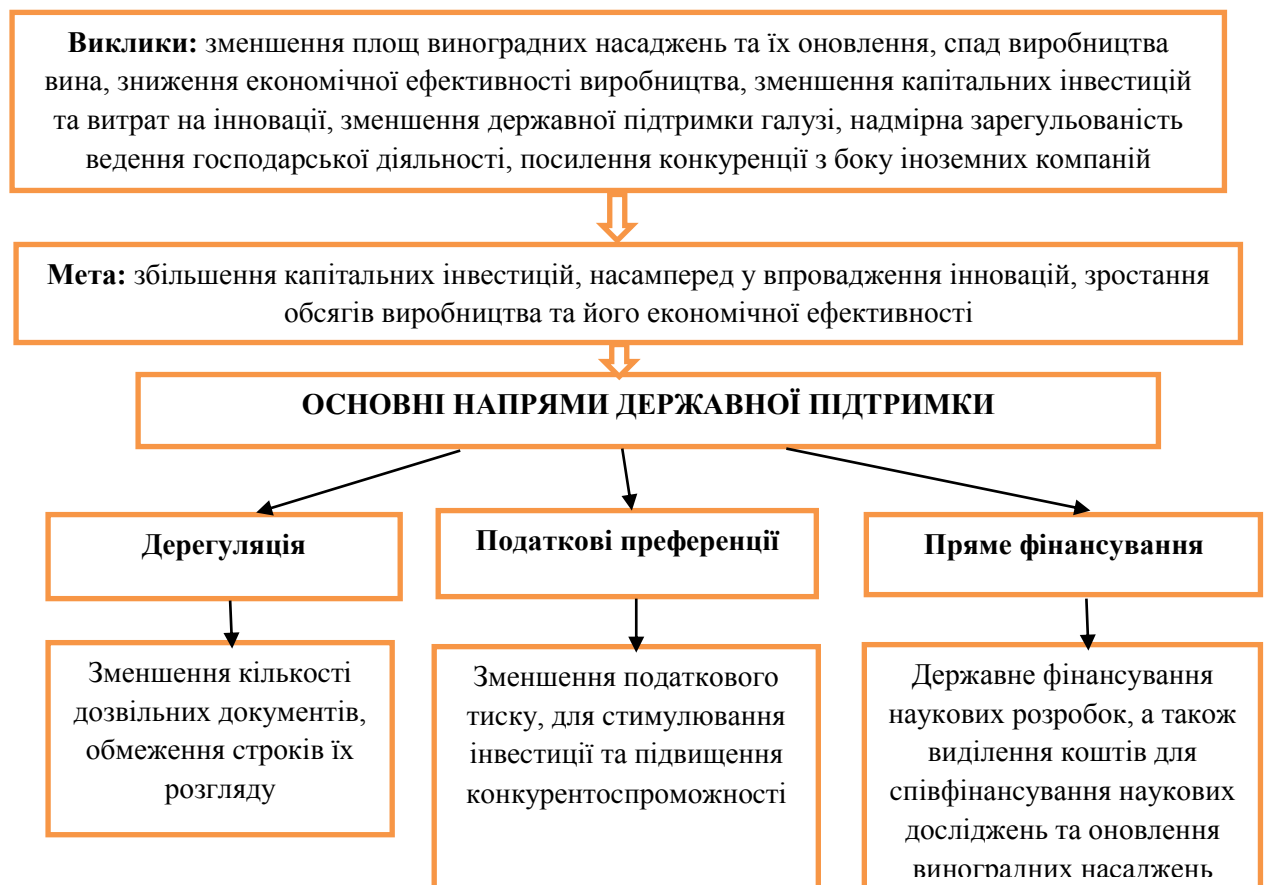 Виклики: зменшення площ виноградних насаджень та їх оновлення, спад виробництва
вина, зниження економічної ефективності виробництва, зменшення капітальних інвестицій
та витрат на інновації, зменшення державної підтримки галузі, надмірна зарегульованість
ведення господарської діяльності, посилення конкуренції з боку іноземних компаній
Мета: збільшення капітальних інвестицій, насамперед у впровадження інновацій, зростання
обсягів виробництва та його економічної ефективності
ОСНОВНІ НАПРЯМИ ДЕРЖАВНОЇ ПІДТРИМКИ
Дерегуляція
Податкові преференції
Пряме фінансування
Зменшення кількості
дозвільних документів,
обмеження строків їх
розгляду
Зменшення податкового
тиску, для стимулювання
інвестиції та підвищення
конкурентоспроможності
Державне фінансування
наукових розробок, а також
виділення коштів для
співфінансування наукових
досліджень та оновлення
виноградних насаджень